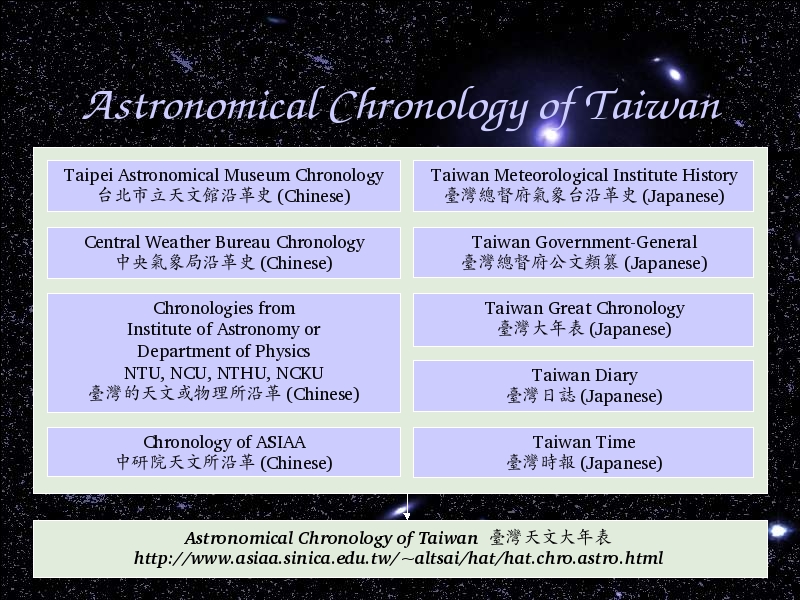 Astronomical Chronology of Taiwan
Taipei Astronomical Museum Chronology
台北市立天文館沿革史 (Chinese)
Central Weather Bureau Chronology
中央氣象局沿革史 (Chinese)
Chronologies from
Institute of Astronomy or
Department of Physics
NTU, NCU, NTHU, NCKU
臺灣的天文或物理所沿革 (Chinese)
Chronology of ASIAA
中研院天文所沿革 (Chinese)
Taiwan Meteorological Institute History
臺灣總督府氣象台沿革史 (Japanese)
Taiwan Government-General
臺灣總督府公文類纂 (Japanese)
Taiwan Great Chronology
臺灣大年表 (Japanese)
Taiwan Diary
臺灣日誌 (Japanese)
Taiwan Time
臺灣時報 (Japanese)
Astronomical Chronology of Taiwan 臺灣天文大年表
http://www.asiaa.sinica.edu.tw/~altsai/hat/hat.chro.astro.html